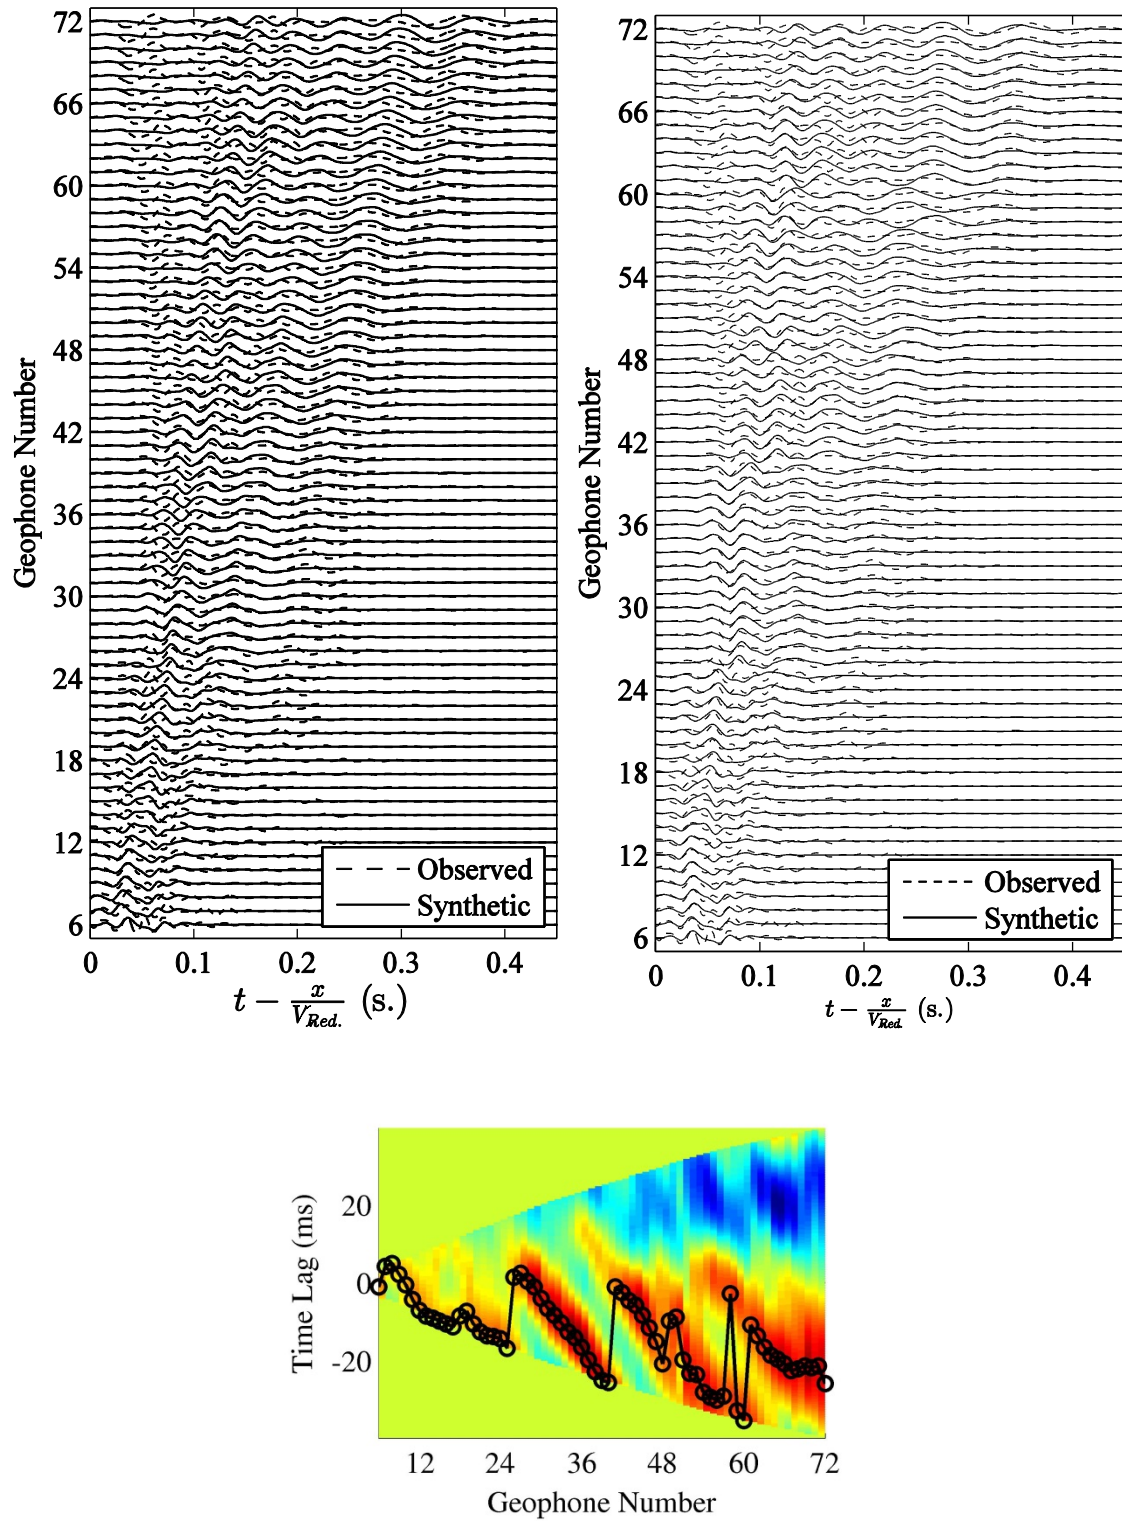 72
66
60
54
48
42
36
30
24
18
12
6
Geophone Number
Observed
Synthetic
0 0.1 0.2 0.3 0.4
t − x/V_Red. (s.)
72
66
60
54
48
42
36
30
24
18
12
6
Geophone Number
Observed
Synthetic
0 0.1 0.2 0.3 0.4
t − x/V_Red. (s.)
20
0
-20
Time Lag (ms)
12 24 36 48 60 72
Geophone Number